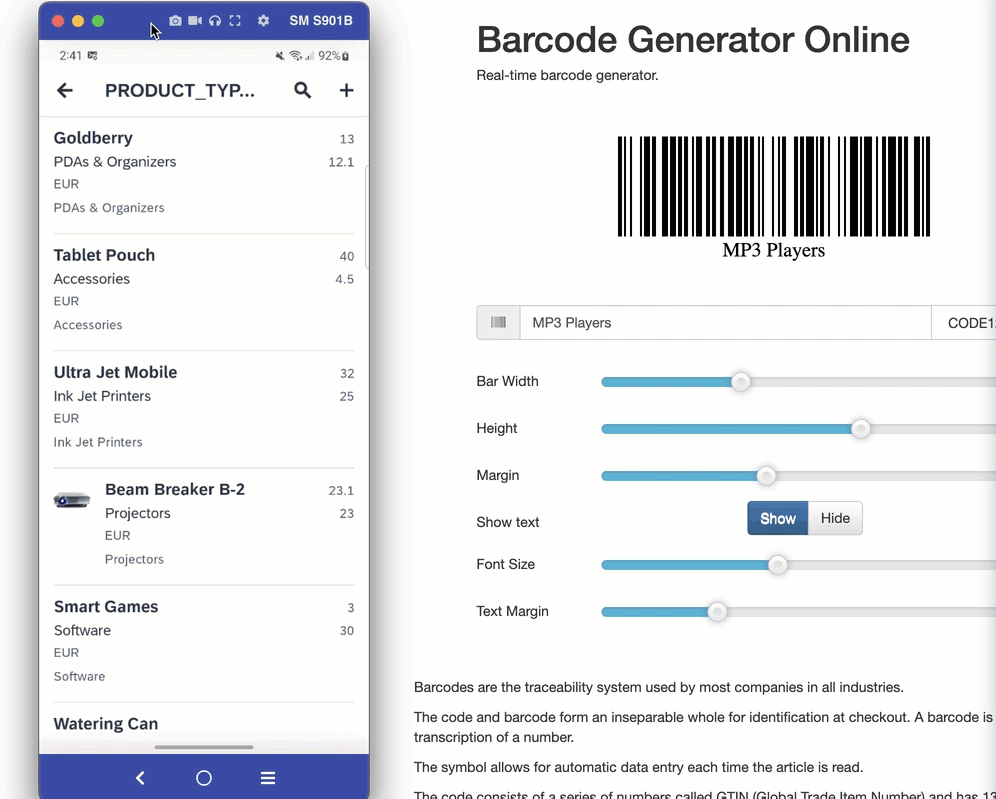 SM S901B
2:41
92%
PRODUCT_TYP...
Goldberry 13
PDAs & Organizers 12.1
EUR
PDAs & Organizers
Tablet Pouch 40
Accessories 4.5
EUR
Accessories
Ultra Jet Mobile 32
Ink Jet Printers 25
EUR
Ink Jet Printers
Beam Breaker B-2 23.1
Projectors 23
EUR
Projectors
Smart Games 3
Software 30
EUR
Software
Watering Can
Barcode Generator Online
Real-time barcode generator.
MP3 Players
MP3 Players CODE12
Bar Width
Height
Margin
Show text Show Hide
Font Size
Text Margin
Barcodes are the traceability system used by most companies in all industries.
The code and barcode form an inseparable whole for identification at checkout. A barcode is
transcription of a number.
The symbol allows for automatic data entry each time the article is read.
The code consists of a series of numbers called GTIN (Global Trade Item Number) and has 13